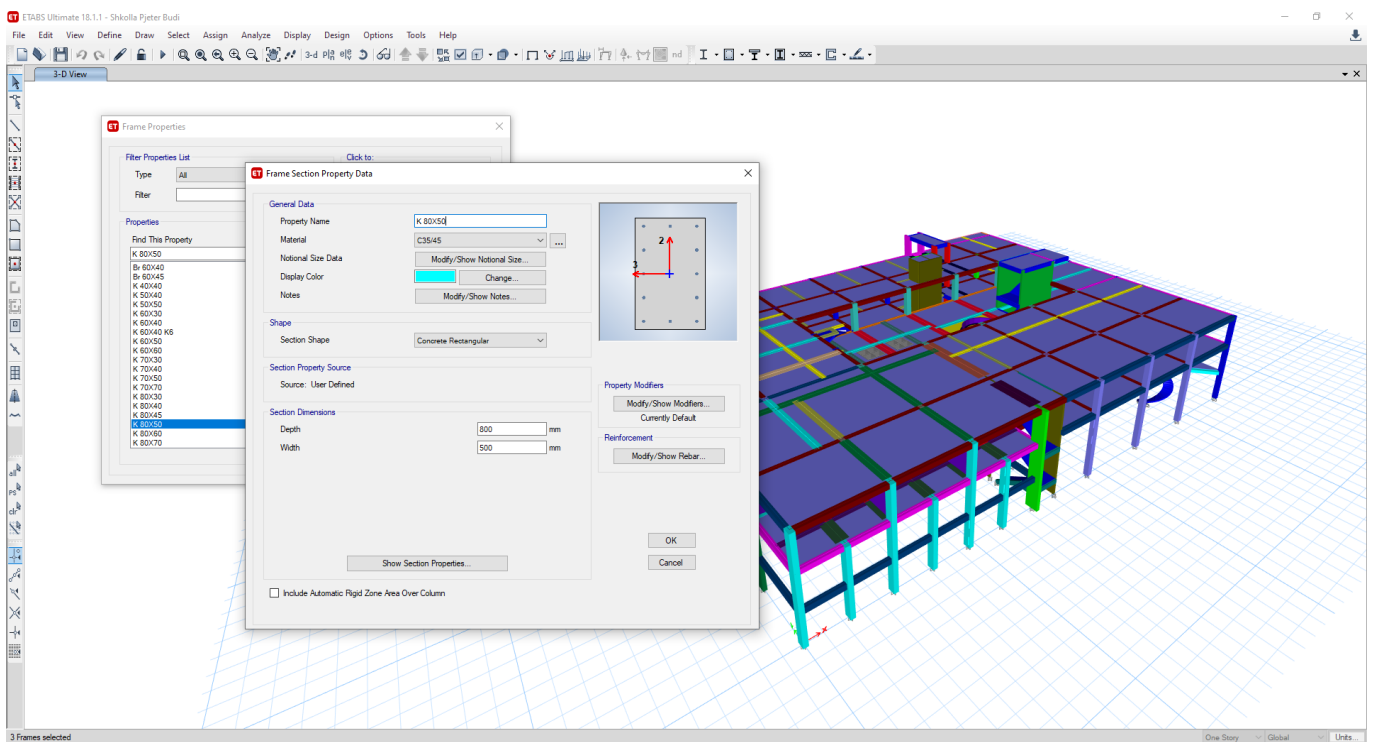 ETABS Ultimate 18.1.1 - Shkolla Pjeter Budi
File Edit View Define Draw Select Assign Analyze Display Design Options Tools Help
3-d
nd
3-D View
ET Frame Properties
Filter Properties List
Click to:
Type All
Filter
Properties
Find This Property
K 80X50
Br 60X40
Br 60X45
K 40X40
K 50X40
K 50X50
K 60X30
K 60X40
K 60X40 K6
K 60X50
K 60X60
K 70X30
K 70X40
K 70X50
K 70X70
K 80X30
K 80X40
K 80X45
K 80X50
K 80X60
K 80X70
ET Frame Section Property Data
General Data
Property Name K 80X50
Material C35/45 ...
Notional Size Data Modify/Show Notional Size...
Display Color Change...
Notes Modify/Show Notes...
2
3
Shape
Section Shape Concrete Rectangular
Section Property Source
Source: User Defined
Section Dimensions
Depth 800 mm
Width 500 mm
Property Modifiers
Modify/Show Modifiers...
Currently Default
Reinforcement
Modify/Show Rebar...
OK
Show Section Properties...
Cancel
Include Automatic Rigid Zone Area Over Column
all
ps
clr
3 Frames selected
One Story Global Units...